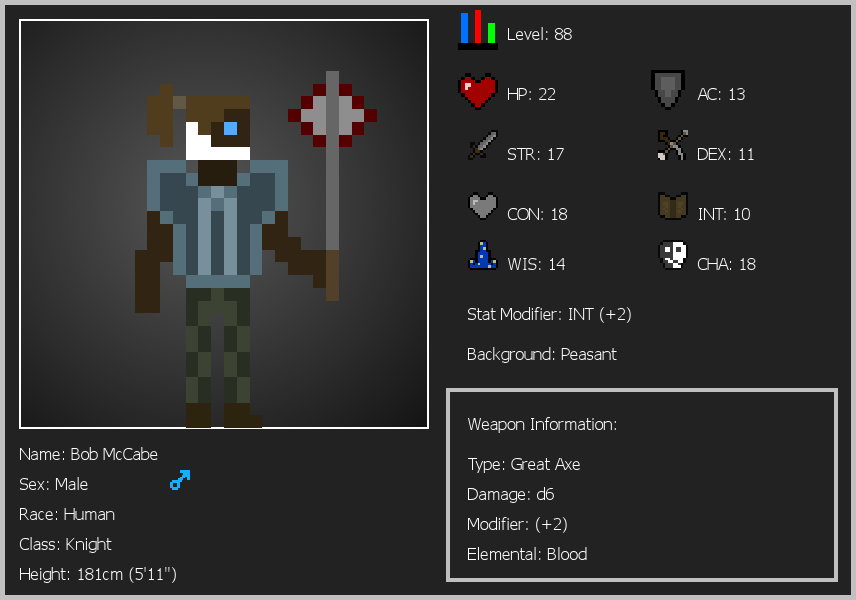 Level: 88
HP: 22
AC: 13
STR: 17
DEX: 11
CON: 18
INT: 10
WIS: 14
CHA: 18
Stat Modifier: INT (+2)
Background: Peasant
Weapon Information:
Type: Great Axe
Damage: d6
Modifier: (+2)
Elemental: Blood
Name: Bob McCabe
Sex: Male
Race: Human
Class: Knight
Height: 181cm (5'11")